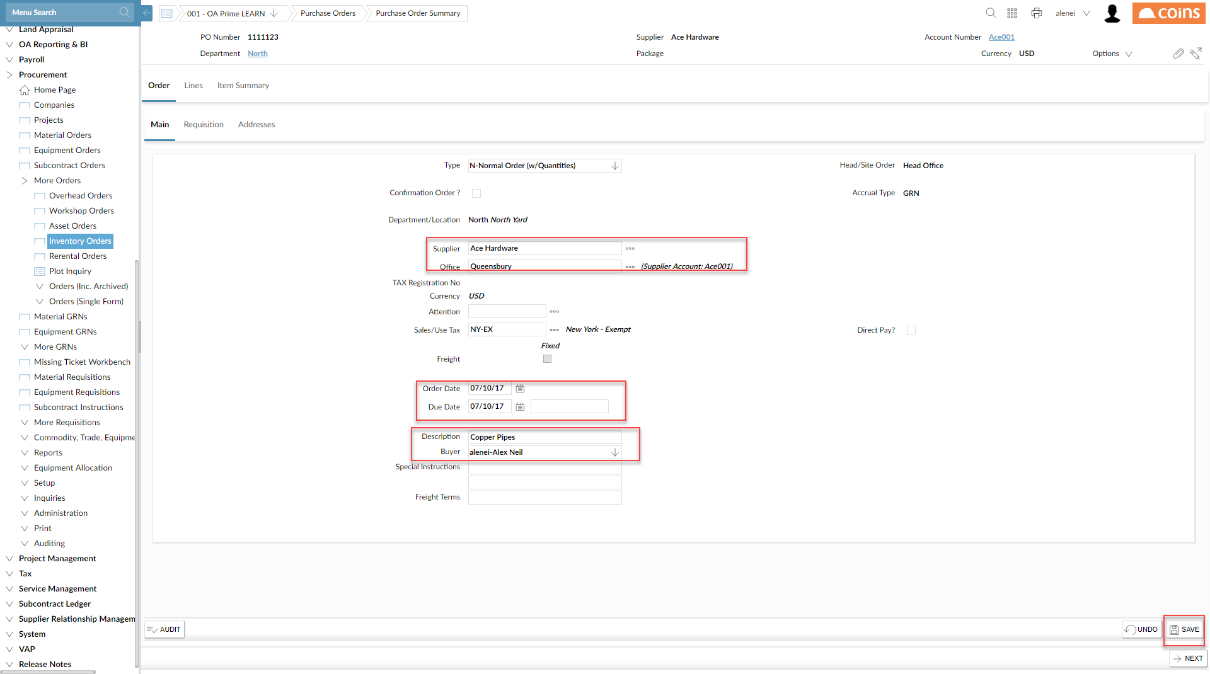 Menu Search
001 - OA Prime LEARN
Purchase Orders
Purchase Order Summary
alenei
coins
Land Appraisal
OA Reporting & BI
Payroll
Procurement
Home Page
Companies
Projects
Material Orders
Equipment Orders
Subcontract Orders
More Orders
Overhead Orders
Workshop Orders
Asset Orders
Inventory Orders
Rerental Orders
Plot Inquiry
Orders (Inc. Archived)
Orders (Single Form)
Material GRNs
Equipment GRNs
More GRNs
Missing Ticket Workbench
Material Requisitions
Equipment Requisitions
Subcontract Instructions
More Requisitions
Commodity, Trade, Equipme
Reports
Equipment Allocation
Setup
Inquiries
Administration
Print
Auditing
Project Management
Tax
Service Management
Subcontract Ledger
Supplier Relationship Managem
System
VAP
Release Notes
PO Number 1111123
Supplier Ace Hardware
Account Number Ace001
Department North
Package
Currency USD
Options
Order Lines Item Summary
Main Requisition Addresses
Type N-Normal Order (w/Quantities)
Head/Site Order Head Office
Confirmation Order ?
Accrual Type GRN
Department/Location North North Yard
Supplier Ace Hardware
Office Queensbury (Supplier Account: Ace001)
TAX Registration No
Currency USD
Attention
Sales/Use Tax NY-EX New York - Exempt
Direct Pay?
Fixed
Freight
Order Date 07/10/17
Due Date 07/10/17
Description Copper Pipes
Buyer alenei-Alex Neil
Special Instructions
Freight Terms
AUDIT
UNDO
SAVE
NEXT